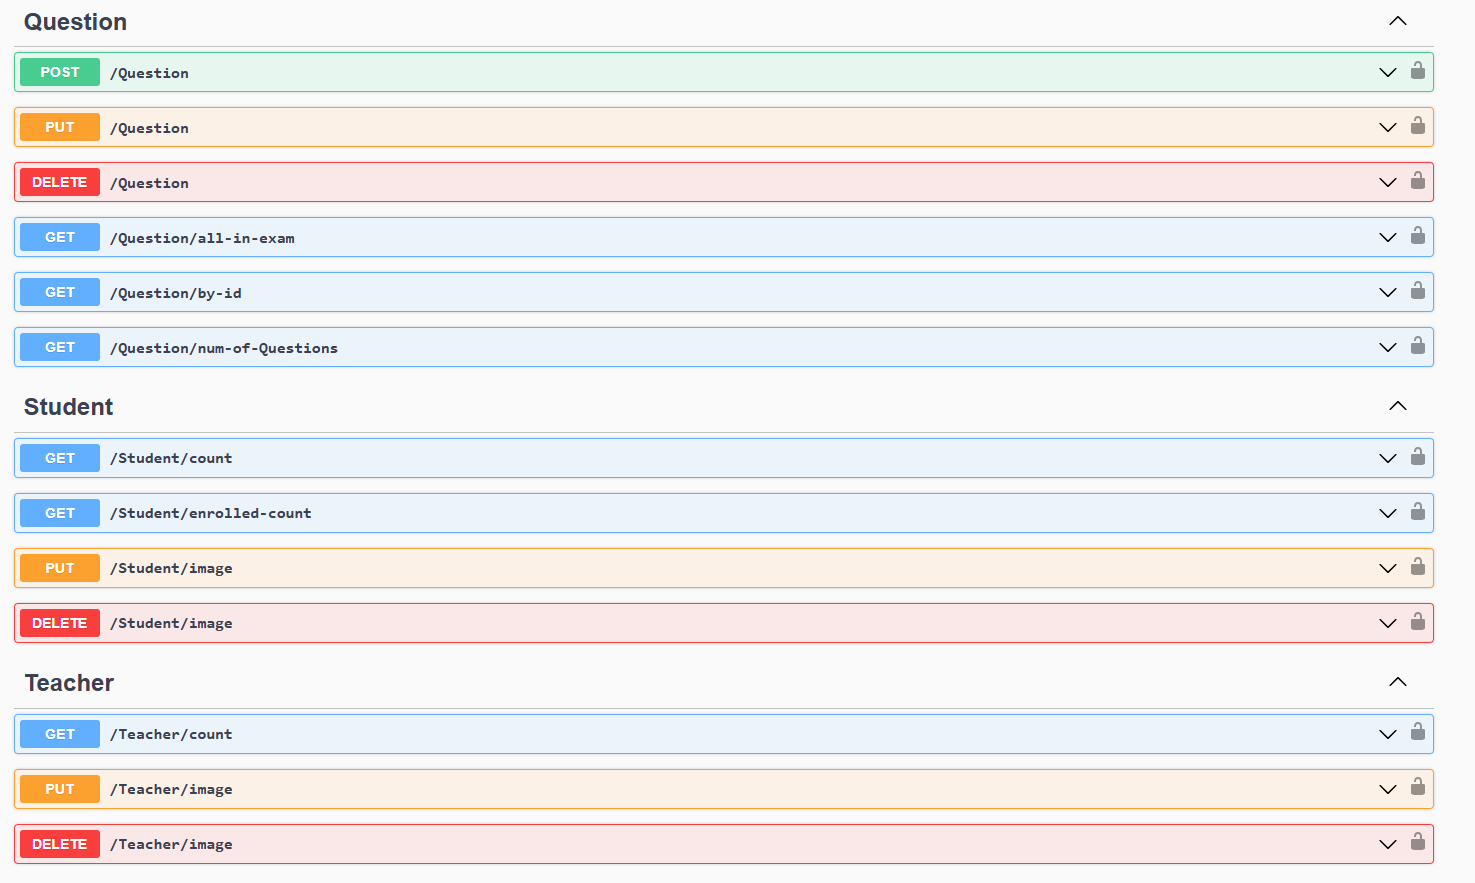 Question
POST /Question
PUT /Question
DELETE /Question
GET /Question/all-in-exam
GET /Question/by-id
GET /Question/num-of-Questions
Student
GET /Student/count
GET /Student/enrolled-count
PUT /Student/image
DELETE /Student/image
Teacher
GET /Teacher/count
PUT /Teacher/image
DELETE /Teacher/image